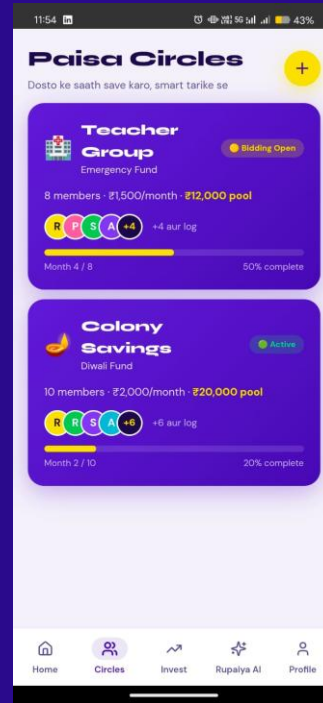 11:54 in 5G 43%
Paisa Circles
+
Dosto ke saath save karo, smart tarike se
Teacher
Group
Bidding Open
Emergency Fund
8 members · ₹1,500/month · ₹12,000 pool
R P S A +4 +4 aur log
Month 4 / 8 50% complete
Colony
Savings
Active
Diwali Fund
10 members · ₹2,000/month · ₹20,000 pool
R R S A +6 +6 aur log
Month 2 / 10 20% complete
Home Circles Invest Rupaiya AI Profile